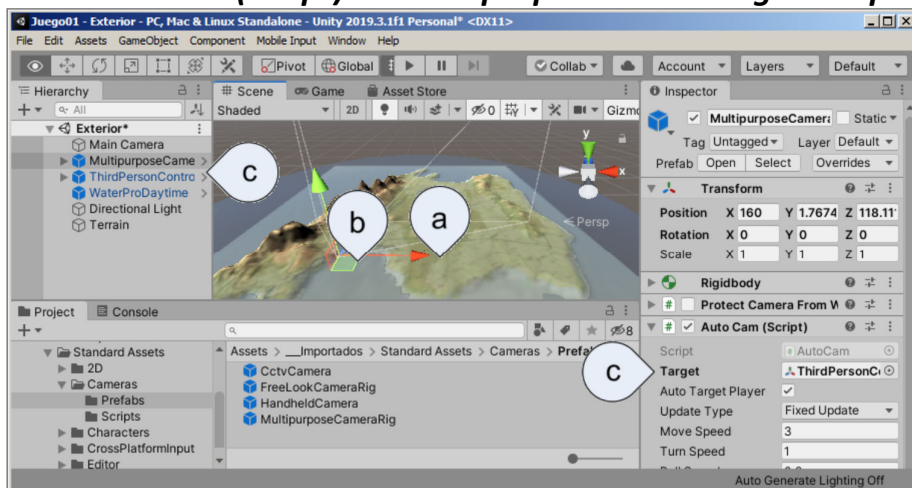 Juego01 - Exterior - PC, Mac & Linux Standalone - Unity 2019.3.1f1 Personal* <DX11>
File Edit Assets GameObject Component Mobile Input Window Help
Pivot Global Collab Account Layers Default
Hierarchy
All
Exterior*
Main Camera
MultipurposeCame
ThirdPersonContro
WaterProDaytime
Directional Light
Terrain
Scene Game Asset Store
Shaded 2D 0 Gizmo
y
x
Persp
c
b
a
Inspector
MultipurposeCamera Static
Tag Untagged Layer Default
Prefab Open Select Overrides
Transform
Position X 160 Y 1.7674 Z 118.11
Rotation X 0 Y 0 Z 0
Scale X 1 Y 1 Z 1
Rigidbody
Protect Camera From W
Auto Cam (Script)
Script AutoCam
Target ThirdPersonCo
Auto Target Player
Update Type Fixed Update
Move Speed 3
Turn Speed 1
c
Project Console
8
Standard Assets
2D
Cameras
Prefabs
Scripts
Characters
CrossPlatformInput
Editor
Assets > __Importados > Standard Assets > Cameras > Prefa
CctvCamera
FreeLookCameraRig
HandheldCamera
MultipurposeCameraRig
Auto Generate Lighting Off